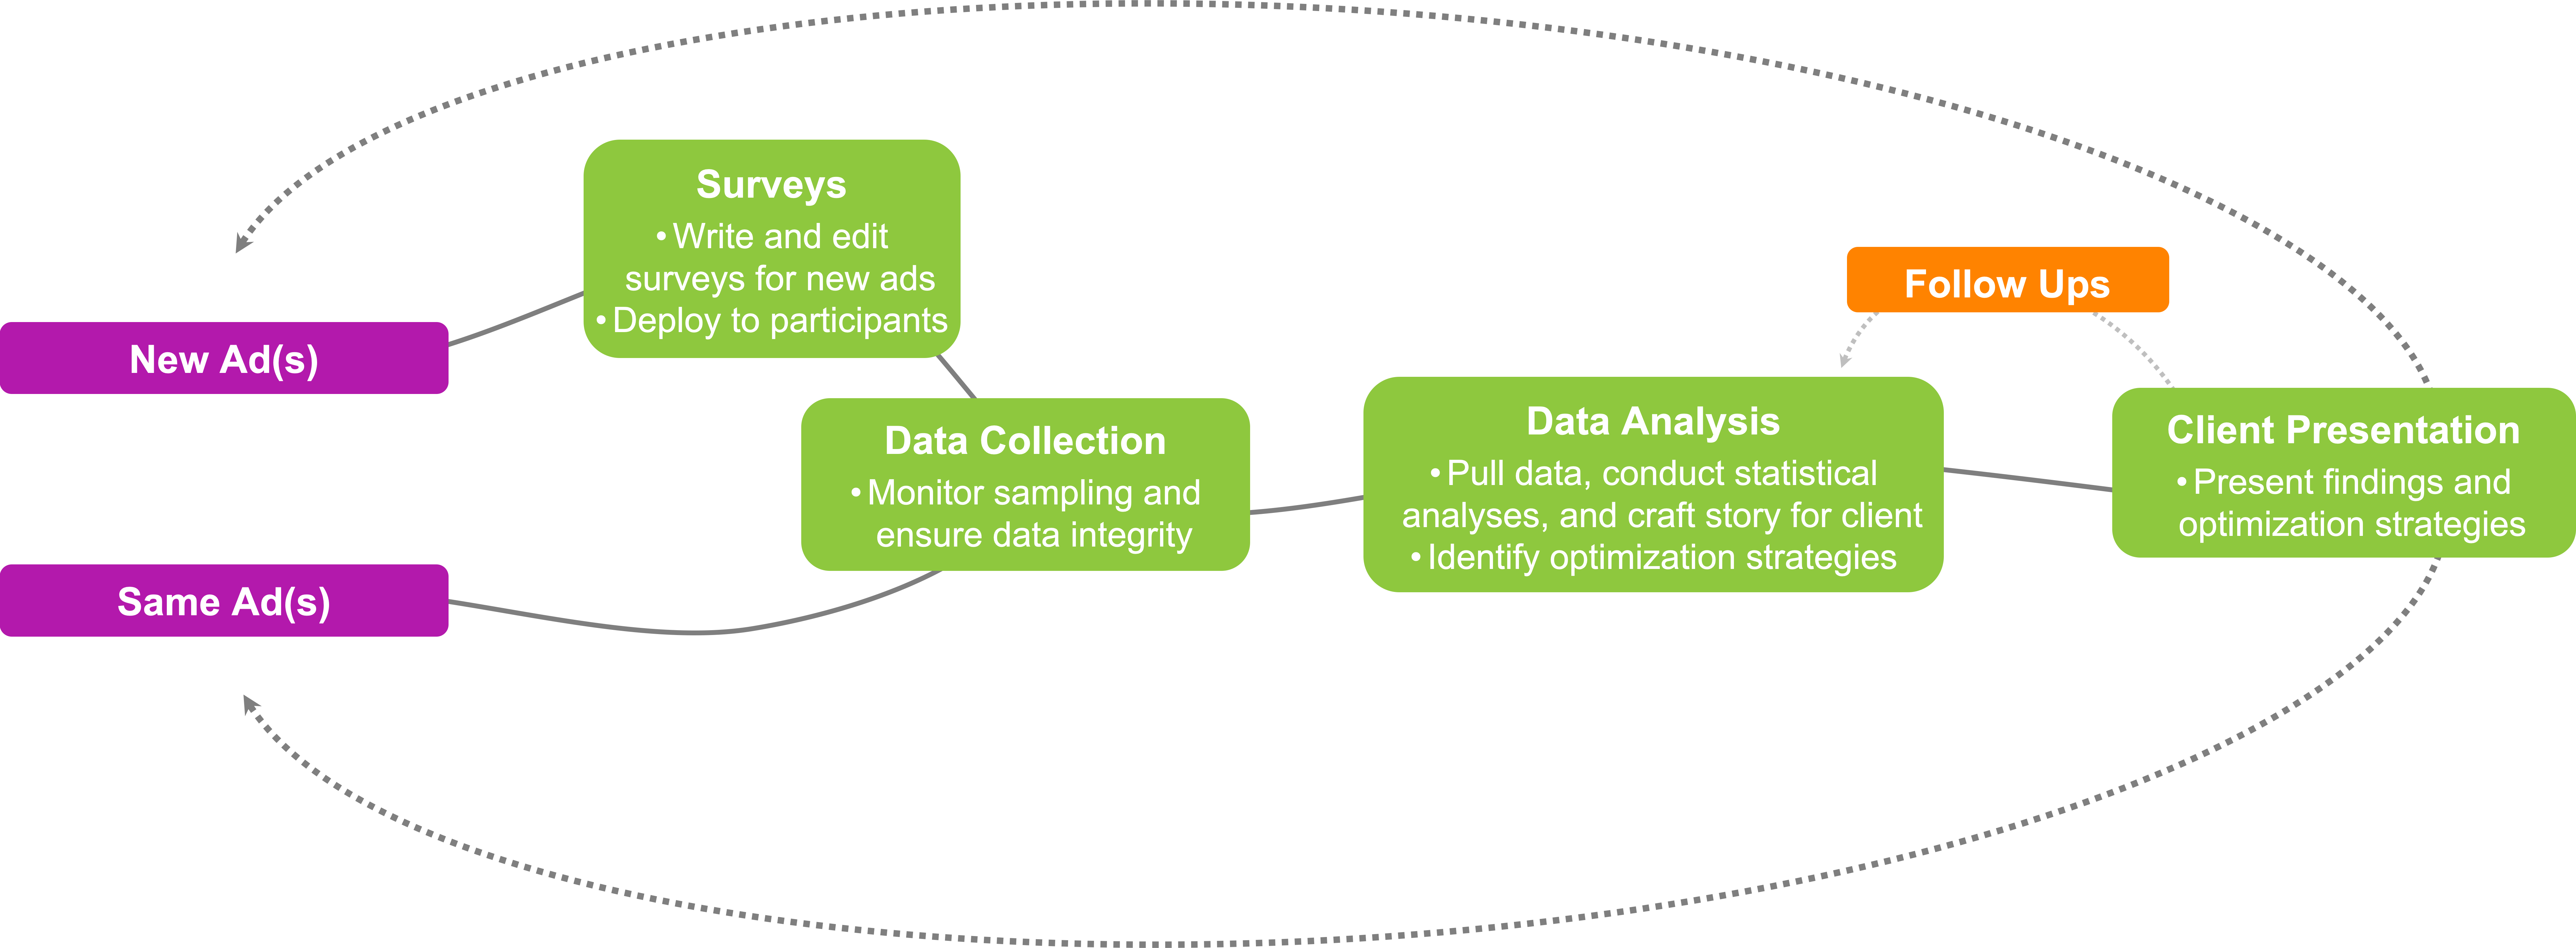 New Ad(s)
Same Ad(s)
Surveys
• Write and edit
surveys for new ads
• Deploy to participants
Data Collection
• Monitor sampling and
ensure data integrity
Data Analysis
• Pull data, conduct statistical
analyses, and craft story for client
• Identify optimization strategies
Follow Ups
Client Presentation
• Present findings and
optimization strategies